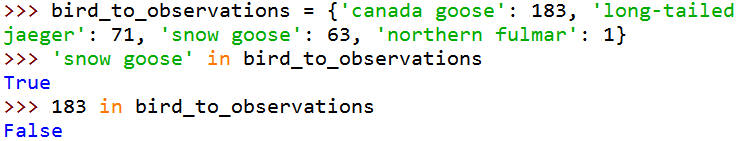 >>> bird_to_observations = {'canada goose': 183, 'long-tailed
jaeger': 71, 'snow goose': 63, 'northern fulmar': 1}
>>> 'snow goose' in bird_to_observations
True
>>> 183 in bird_to_observations
False